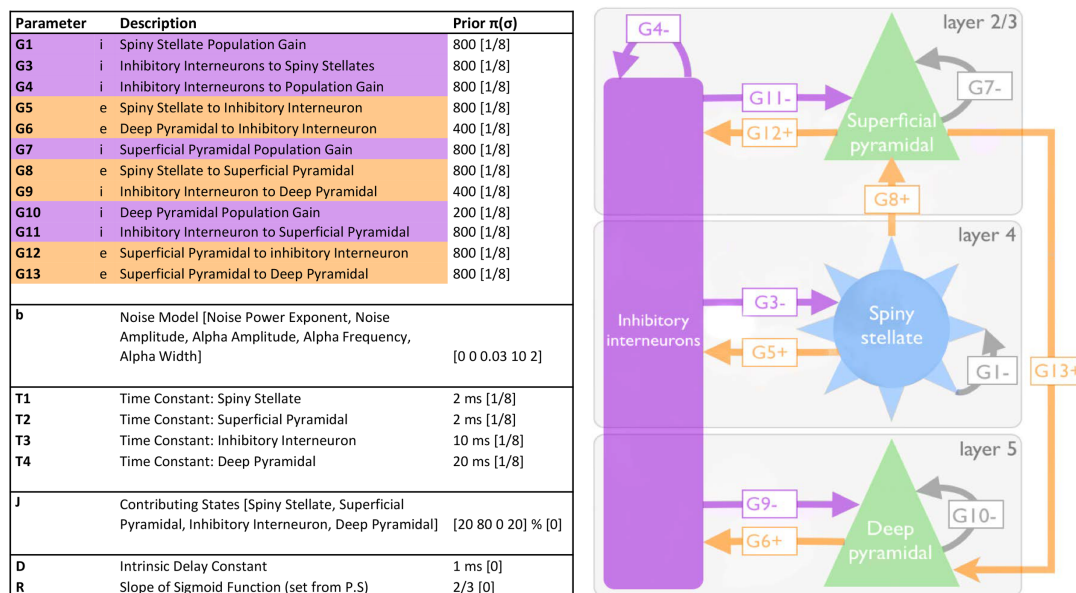 Parameter Description Prior π(σ)
G1 i Spiny Stellate Population Gain 800 [1/8]
G3 i Inhibitory Interneurons to Spiny Stellates 800 [1/8]
G4 i Inhibitory Interneurons to Population Gain 800 [1/8]
G5 e Spiny Stellate to Inhibitory Interneuron 800 [1/8]
G6 e Deep Pyramidal to Inhibitory Interneuron 400 [1/8]
G7 i Superficial Pyramidal Population Gain 800 [1/8]
G8 e Spiny Stellate to Superficial Pyramidal 800 [1/8]
G9 i Inhibitory Interneuron to Deep Pyramidal 400 [1/8]
G10 i Deep Pyramidal Population Gain 200 [1/8]
G11 i Inhibitory Interneuron to Superficial Pyramidal 800 [1/8]
G12 e Superficial Pyramidal to inhibitory Interneuron 800 [1/8]
G13 e Superficial Pyramidal to Deep Pyramidal 800 [1/8]
b Noise Model [Noise Power Exponent, Noise
Amplitude, Alpha Amplitude, Alpha Frequency,
Alpha Width] [0 0 0.03 10 2]
T1 Time Constant: Spiny Stellate 2 ms [1/8]
T2 Time Constant: Superficial Pyramidal 2 ms [1/8]
T3 Time Constant: Inhibitory Interneuron 10 ms [1/8]
T4 Time Constant: Deep Pyramidal 20 ms [1/8]
J Contributing States [Spiny Stellate, Superficial
Pyramidal, Inhibitory Interneuron, Deep Pyramidal] [20 80 0 20] % [0]
D Intrinsic Delay Constant 1 ms [0]
R Slope of Sigmoid Function (set from P.S) 2/3 [0]
layer 2/3
G4-
G7-
G11-
Superficial
pyramidal
G12+
G8+
layer 4
G3-
Inhibitory
interneurons
Spiny
stellate
G5+
G1-
G13+
layer 5
G9-
G10-
Deep
pyramidal
G6+